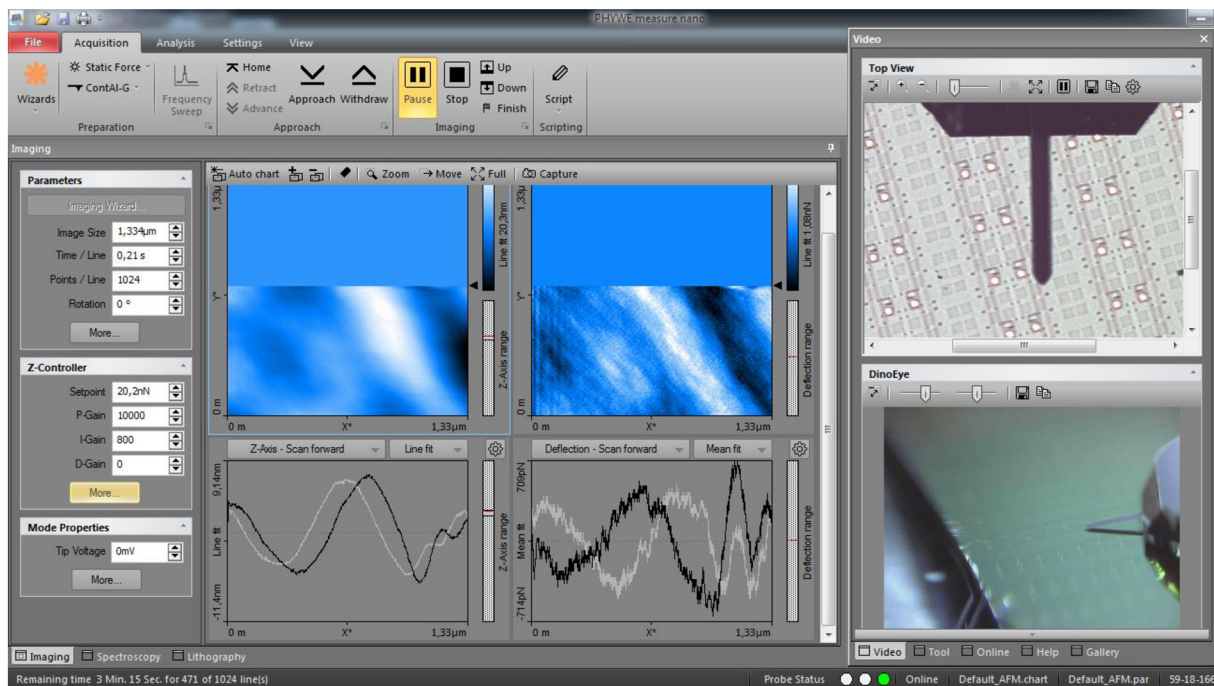 PHYWE measure nano
File Acquisition Analysis Settings View
Wizards
Static Force
ContAl-G
Preparation
Frequency
Sweep
Home
Retract
Advance
Approach Withdraw
Approach
Pause Stop
Up
Down
Finish
Imaging
Script
Scripting
Imaging
Parameters
Imaging Wizard...
Image Size 1,334µm
Time / Line 0,21 s
Points / Line 1024
Rotation 0 °
More...
Z-Controller
Setpoint 20,2nN
P-Gain 10000
I-Gain 800
D-Gain 0
More...
Mode Properties
Tip Voltage 0mV
More...
Auto chart Zoom Move Full Capture
1,33µ
Y*
0 m
0 m X* 1,33µm
Line fit 20,3nm
Z-Axis range
1,33µ
Y*
0 m
0 m X* 1,33µm
Line fit 1,08nN
Deflection range
Z-Axis - Scan forward Line fit
9,14nm
Line fit
-11,4nm
0 m X* 1,33µm
Z-Axis range
Deflection - Scan forward Mean fit
709pN
Mean fit
-714pN
0 m X* 1,33µm
Deflection range
Video
Top View
DinoEye
Video Tool Online Help Gallery
Imaging Spectroscopy Lithography
Remaining time 3 Min. 15 Sec. for 471 of 1024 line(s)
Probe Status Online Default_AFM.chart Default_AFM.par 59-18-166